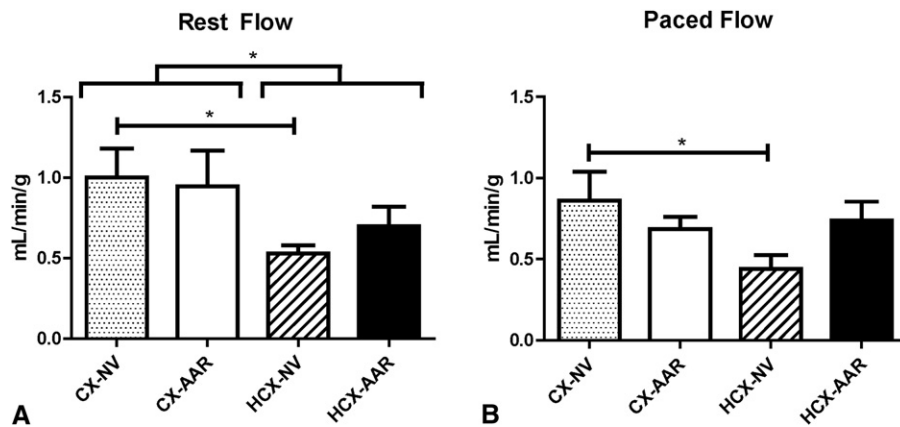 Rest Flow
*
*
1.5
1.0
0.5
0.0
mL/min/g
CX-NV
CX-AAR
HCX-NV
HCX-AAR
A
Paced Flow
*
1.5
1.0
0.5
0.0
mL/min/g
CX-NV
CX-AAR
HCX-NV
HCX-AAR
B